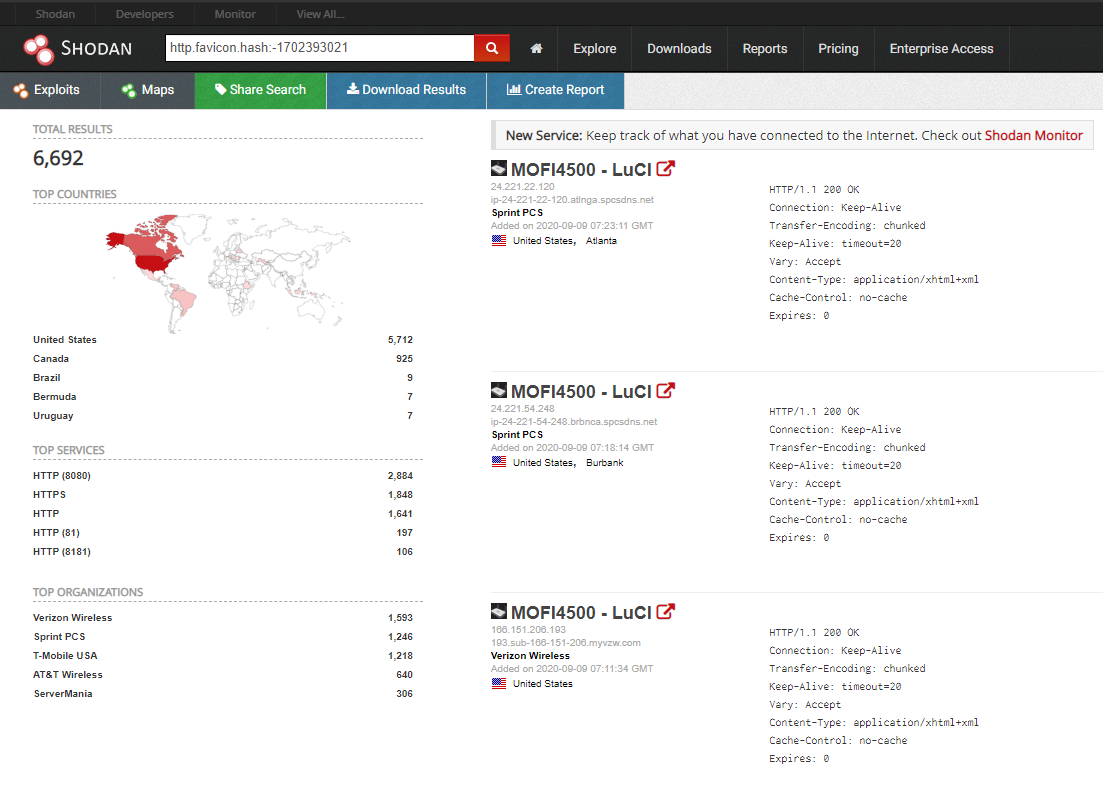 Shodan Developers Monitor View All...
SHODAN http.favicon.hash:-1702393021 Explore Downloads Reports Pricing Enterprise Access
Exploits Maps Share Search Download Results Create Report
TOTAL RESULTS
6,692
TOP COUNTRIES
United States 5,712
Canada 925
Brazil 9
Bermuda 7
Uruguay 7
TOP SERVICES
HTTP (8080) 2,884
HTTPS 1,848
HTTP 1,641
HTTP (81) 197
HTTP (8181) 106
TOP ORGANIZATIONS
Verizon Wireless 1,593
Sprint PCS 1,246
T-Mobile USA 1,218
AT&T Wireless 640
ServerMania 306
New Service: Keep track of what you have connected to the Internet. Check out Shodan Monitor
MOFI4500 - LuCI
24.221.22.120
ip-24-221-22-120.atlnga.spcsdns.net
Sprint PCS
Added on 2020-09-09 07:23:11 GMT
United States, Atlanta
HTTP/1.1 200 OK
Connection: Keep-Alive
Transfer-Encoding: chunked
Keep-Alive: timeout=20
Vary: Accept
Content-Type: application/xhtml+xml
Cache-Control: no-cache
Expires: 0
MOFI4500 - LuCI
24.221.54.248
ip-24-221-54-248.brbnca.spcsdns.net
Sprint PCS
Added on 2020-09-09 07:18:14 GMT
United States, Burbank
HTTP/1.1 200 OK
Connection: Keep-Alive
Transfer-Encoding: chunked
Keep-Alive: timeout=20
Vary: Accept
Content-Type: application/xhtml+xml
Cache-Control: no-cache
Expires: 0
MOFI4500 - LuCI
166.151.206.193
193.sub-166-151-206.myvzw.com
Verizon Wireless
Added on 2020-09-09 07:11:34 GMT
United States
HTTP/1.1 200 OK
Connection: Keep-Alive
Transfer-Encoding: chunked
Keep-Alive: timeout=20
Vary: Accept
Content-Type: application/xhtml+xml
Cache-Control: no-cache
Expires: 0